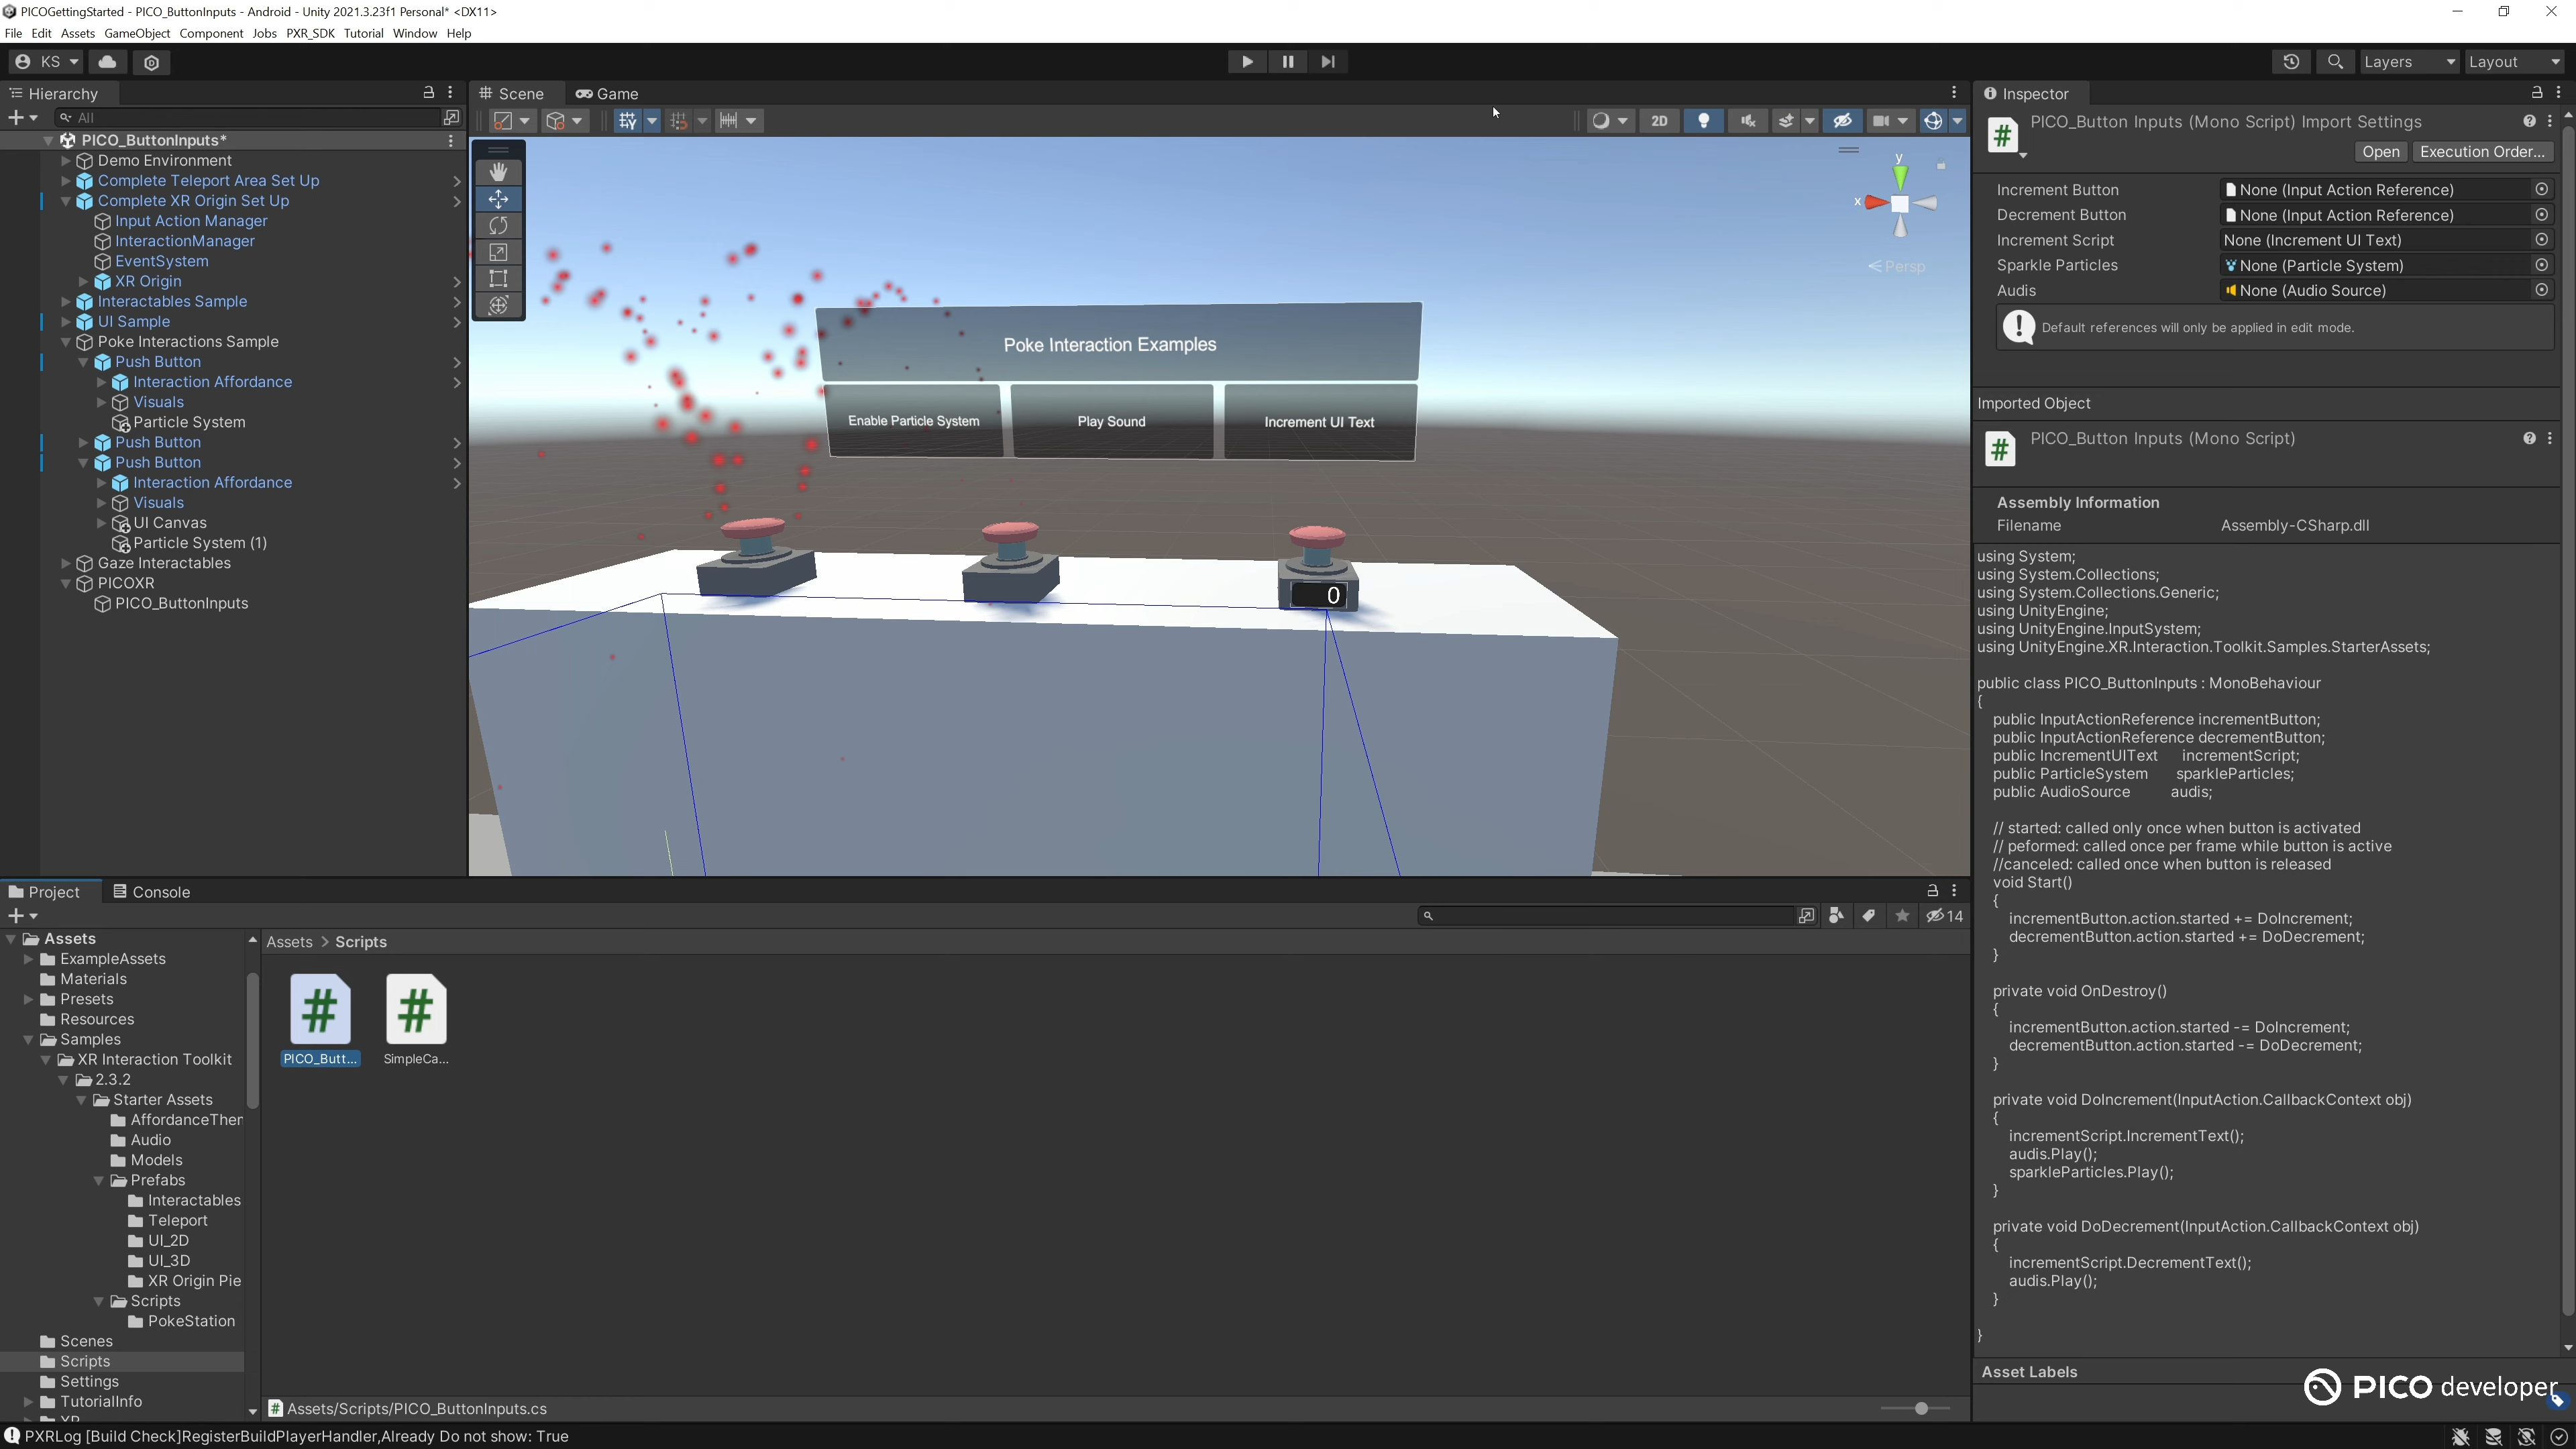 PICOGettingStarted - PICO_ButtonInputs - Android - Unity 2021.3.23f1 Personal* <DX11>
File Edit Assets GameObject Component Jobs PXR_SDK Tutorial Window Help
KS
Layers
Layout
Hierarchy
All
PICO_ButtonInputs*
Demo Environment
Complete Teleport Area Set Up
Complete XR Origin Set Up
Input Action Manager
InteractionManager
EventSystem
XR Origin
Interactables Sample
UI Sample
Poke Interactions Sample
Push Button
Interaction Affordance
Visuals
Particle System
Push Button
Push Button
Interaction Affordance
Visuals
UI Canvas
Particle System (1)
Gaze Interactables
PICOXR
PICO_ButtonInputs
Scene
Game
2D
y
x
Persp
Poke Interaction Examples
Enable Particle System
Play Sound
Increment UI Text
0
Project
Console
14
Assets
ExampleAssets
Materials
Presets
Resources
Samples
XR Interaction Toolkit
2.3.2
Starter Assets
AffordanceTher
Audio
Models
Prefabs
Interactables
Teleport
UI_2D
UI_3D
XR Origin Pie
Scripts
PokeStation
Scenes
Scripts
Settings
TutorialInfo
XR
Assets > Scripts
PICO_Butt...
SimpleCa...
Assets/Scripts/PICO_ButtonInputs.cs
Inspector
PICO_Button Inputs (Mono Script) Import Settings
Open
Execution Order...
Increment Button None (Input Action Reference)
Decrement Button None (Input Action Reference)
Increment Script None (Increment UI Text)
Sparkle Particles None (Particle System)
Audis None (Audio Source)
Default references will only be applied in edit mode.
Imported Object
PICO_Button Inputs (Mono Script)
Assembly Information
Filename Assembly-CSharp.dll
using System;
using System.Collections;
using System.Collections.Generic;
using UnityEngine;
using UnityEngine.InputSystem;
using UnityEngine.XR.Interaction.Toolkit.Samples.StarterAssets;
public class PICO_ButtonInputs : MonoBehaviour
{
public InputActionReference incrementButton;
public InputActionReference decrementButton;
public IncrementUIText incrementScript;
public ParticleSystem sparkleParticles;
public AudioSource audis;
// started: called only once when button is activated
// peformed: called once per frame while button is active
//canceled: called once when button is released
void Start()
{
incrementButton.action.started += DoIncrement;
decrementButton.action.started += DoDecrement;
}
private void OnDestroy()
{
incrementButton.action.started -= DoIncrement;
decrementButton.action.started -= DoDecrement;
}
private void DoIncrement(InputAction.CallbackContext obj)
{
incrementScript.IncrementText();
audis.Play();
sparkleParticles.Play();
}
private void DoDecrement(InputAction.CallbackContext obj)
{
incrementScript.DecrementText();
audis.Play();
}
}
Asset Labels
PICO developer
PXRLog [Build Check]RegisterBuildPlayerHandler,Already Do not show: True